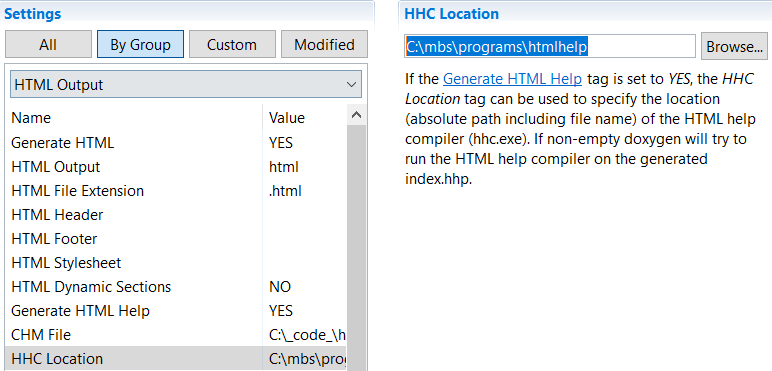 Settings
All By Group Custom Modified
HTML Output
Name Value
Generate HTML YES
HTML Output html
HTML File Extension .html
HTML Header
HTML Footer
HTML Stylesheet
HTML Dynamic Sections NO
Generate HTML Help YES
CHM File C:\_code_\h
HHC Location C:\mbs\prog
HHC Location
C:\mbs\programs\htmlhelp Browse...
If the Generate HTML Help tag is set to YES, the HHC
Location tag can be used to specify the location
(absolute path including file name) of the HTML help
compiler (hhc.exe). If non-empty doxygen will try to
run the HTML help compiler on the generated
index.hhp.